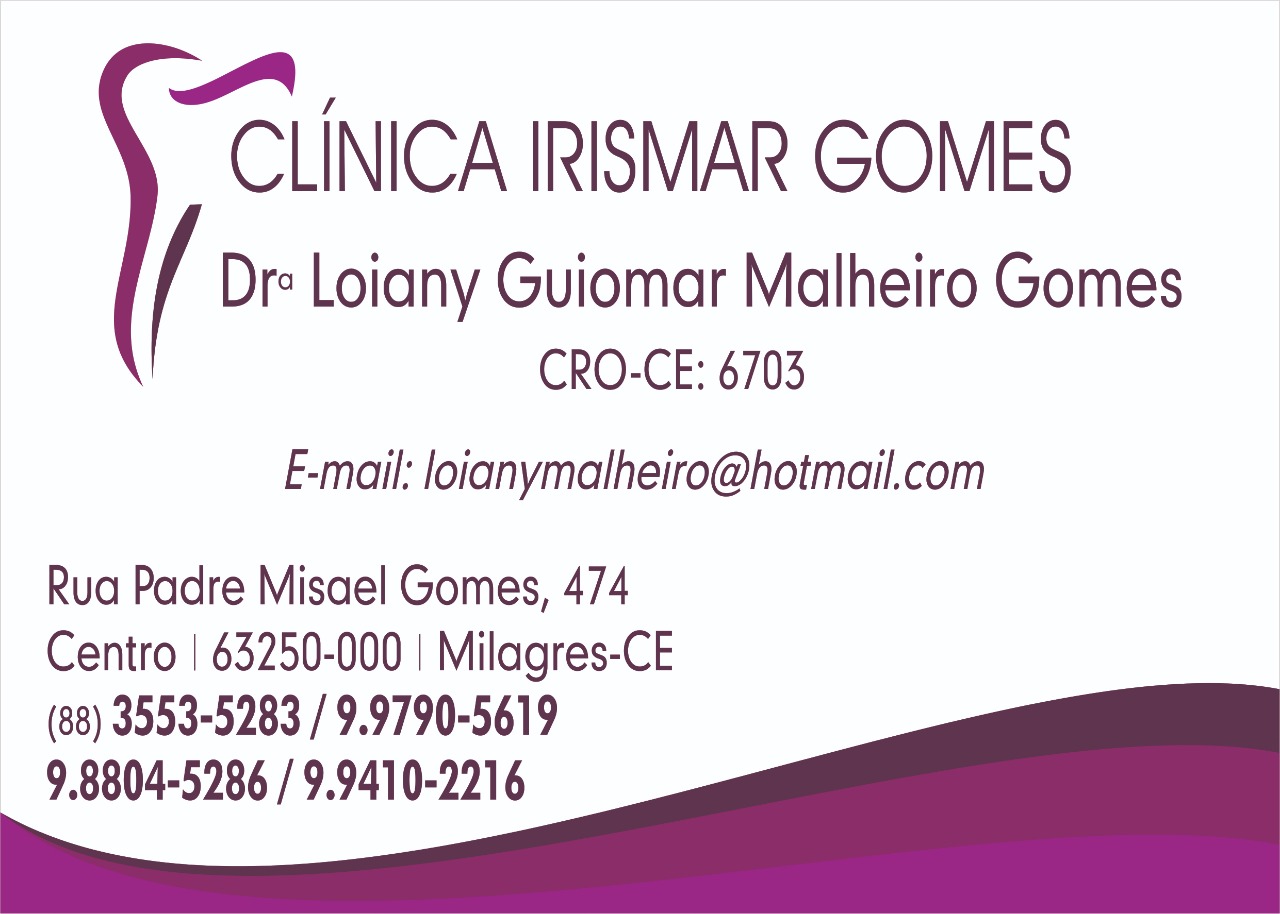 CLÍNICA IRISMAR GOMES
Drª Loiany Guiomar Malheiro Gomes
CRO-CE: 6703
E-mail: loianymalheiro@hotmail.com
Rua Padre Misael Gomes, 474
Centro | 63250-000 | Milagres-CE
(88) 3553-5283 / 9.9790-5619
9.8804-5286 / 9.9410-2216